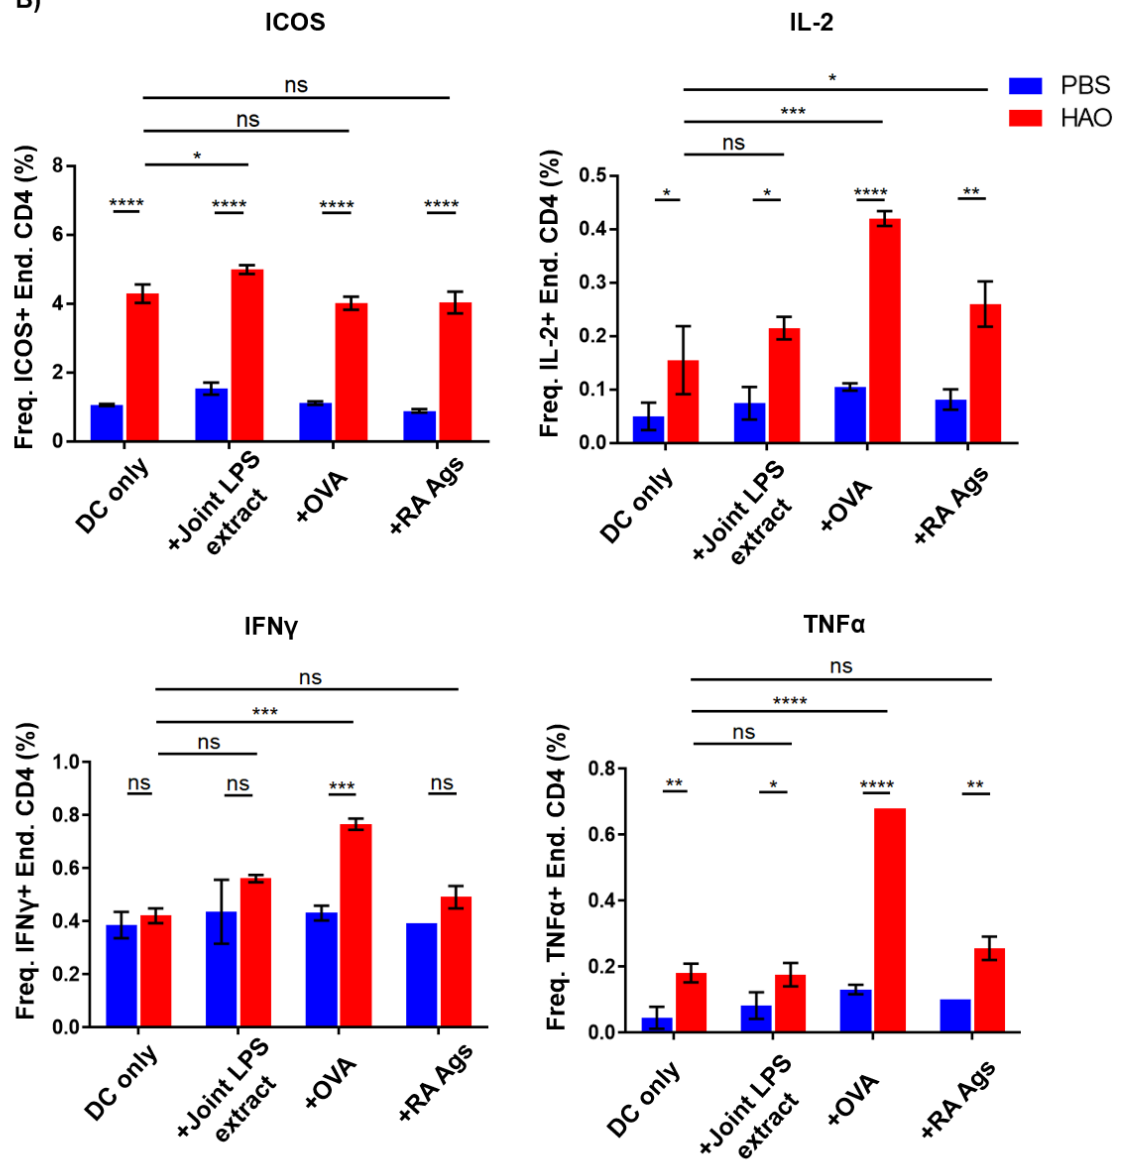 B)
ICOS
ns
ns
*
****
****
****
****
Freq. ICOS+ End. CD4 (%)
8
6
4
2
0
DC only
+Joint LPS
extract
+OVA
+RA Ags
IL-2
PBS
HAO
*
***
ns
*
*
****
**
Freq. IL-2+ End. CD4 (%)
0.5
0.4
0.3
0.2
0.1
0.0
DC only
+Joint LPS
extract
+OVA
+RA Ags
IFNγ
ns
***
ns
ns
ns
***
ns
Freq. IFNγ+ End. CD4 (%)
1.0
0.8
0.6
0.4
0.2
0.0
DC only
+Joint LPS
extract
+OVA
+RA Ags
TNFα
ns
****
ns
**
*
****
**
Freq. TNFα+ End. CD4 (%)
0.8
0.6
0.4
0.2
0.0
DC only
+Joint LPS
extract
+OVA
+RA Ags